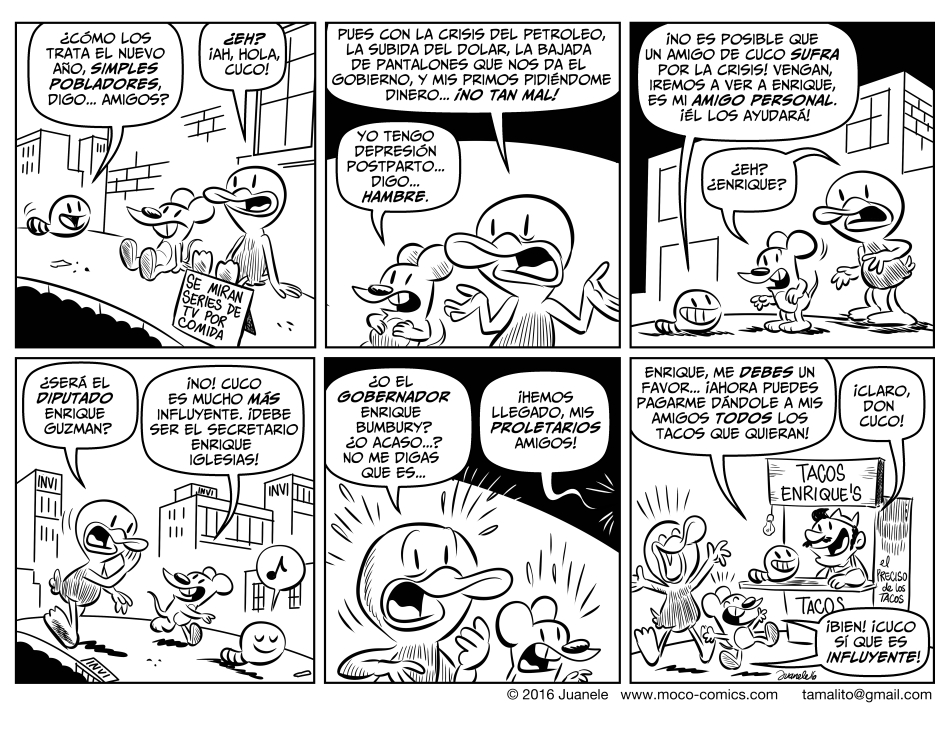 ¿CÓMO LOS
TRATA EL NUEVO
AÑO, SIMPLES
POBLADORES,
DIGO... AMIGOS?
¿EH?
¡AH, HOLA,
CUCO!
SE MIRAN
SERIES DE
TV POR
COMIDA
PUES CON LA CRISIS DEL PETROLEO,
LA SUBIDA DEL DOLAR, LA BAJADA
DE PANTALONES QUE NOS DA EL
GOBIERNO, Y MIS PRIMOS PIDIÉNDOME
DINERO... ¡NO TAN MAL!
YO TENGO
DEPRESIÓN
POSTPARTO...
DIGO...
HAMBRE.
¡NO ES POSIBLE QUE
UN AMIGO DE CUCO SUFRA
POR LA CRISIS! VENGAN,
IREMOS A VER A ENRIQUE,
ES MI AMIGO PERSONAL.
¡ÉL LOS AYUDARÁ!
¿EH?
¿ENRIQUE?
¿SERÁ EL
DIPUTADO
ENRIQUE
GUZMAN?
¡NO! CUCO
ES MUCHO MÁS
INFLUYENTE. ¡DEBE
SER EL SECRETARIO
ENRIQUE
IGLESIAS!
INVI
INVI
INVI
INVI
¿O EL
GOBERNADOR
ENRIQUE
BUMBURY?
¿O ACASO...?
NO ME DIGAS
QUE ES...
¡HEMOS
LLEGADO, MIS
PROLETARIOS
AMIGOS!
ENRIQUE, ME DEBES UN
FAVOR... ¡AHORA PUEDES
PAGARME DÁNDOLE A MIS
AMIGOS TODOS LOS
TACOS QUE QUIERAN!
¡CLARO,
DON
CUCO!
TACOS
ENRIQUE'S
el
PRECISO
de los
TACOS
TACOS
¡BIEN! ¡CUCO
SÍ QUE ES
INFLUYENTE!
Juanele16
© 2016 Juanele www.moco-comics.com tamalito@gmail.com